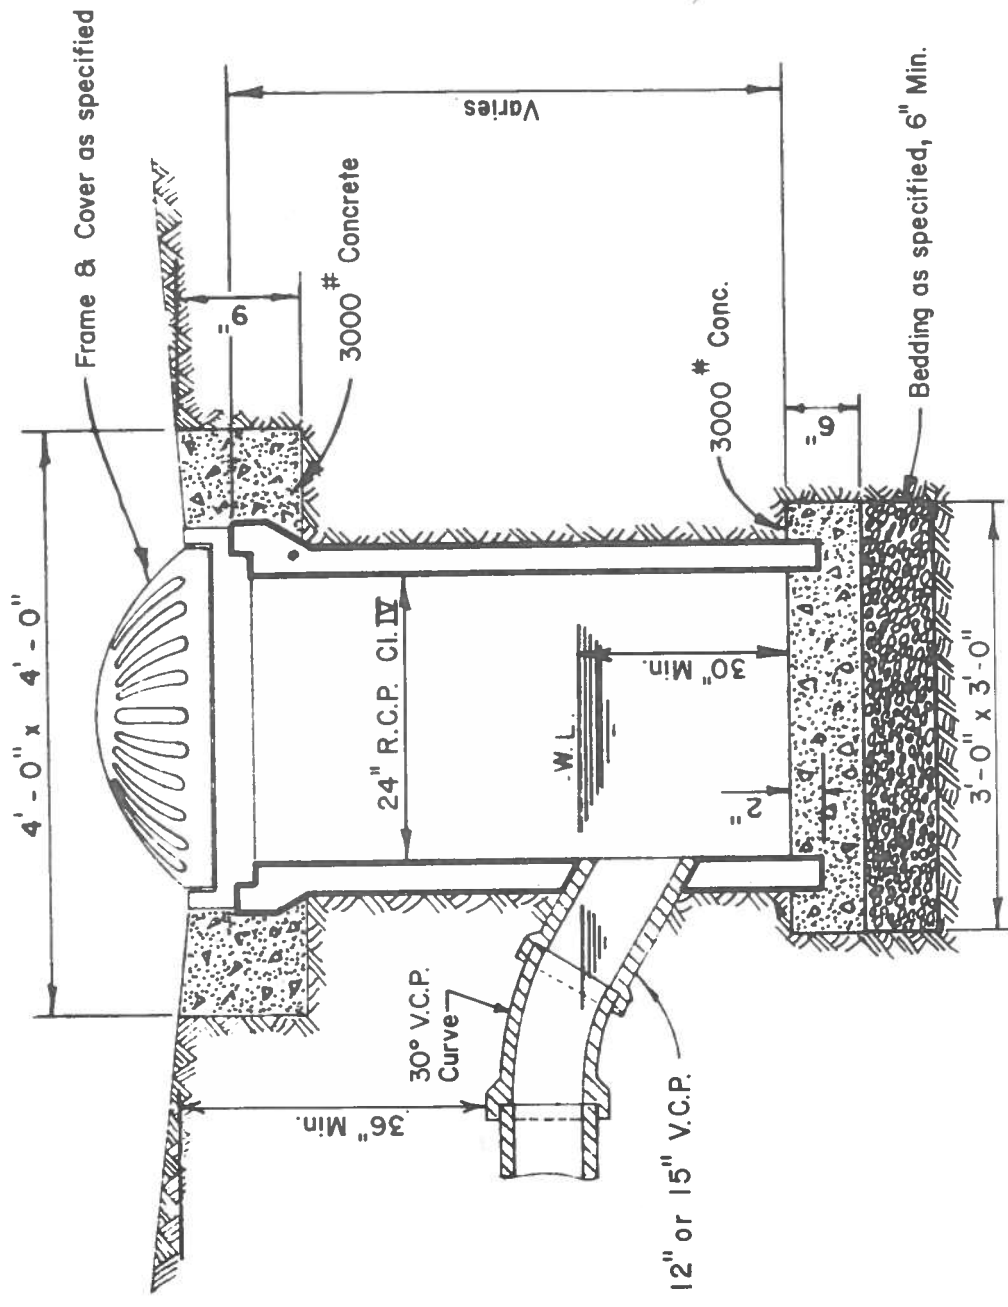 4'-0" x 4'-0"
Frame & Cover as specified
9"
3000# Concrete
Varies
24" R.C.P. Cl. IV
W.L.
30" Min.
3000# Conc.
6"
Bedding as specified, 6" Min.
2"
3'-0" x 3'-0"
36" Min.
30° V.C.P.
Curve
12" or 15" V.C.P.